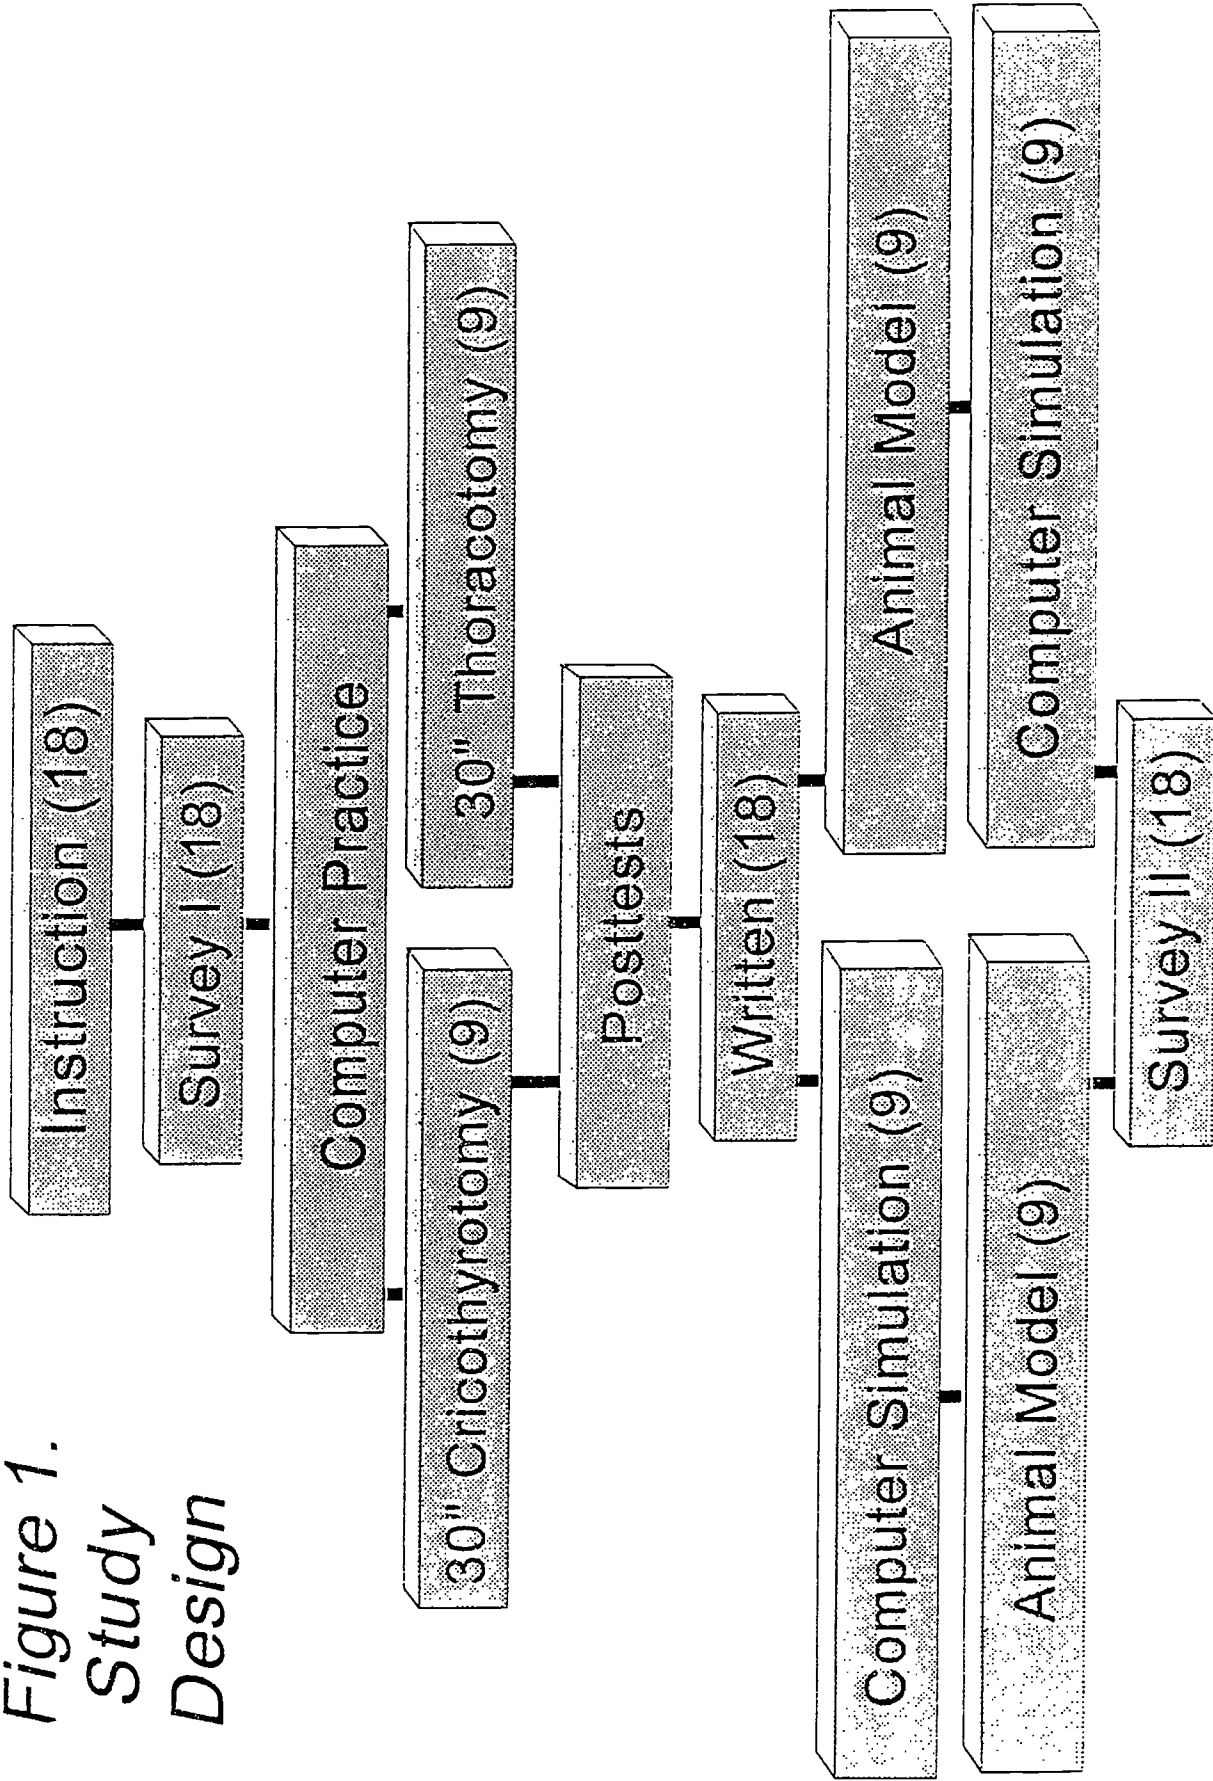 Figure 1.
Study
Design
Instruction (18)
Survey I (18)
Computer Practice
30" Cricothyrotomy (9)
30" Thoracotomy (9)
Posttests
Written (18)
Computer Simulation (9)
Animal Model (9)
Animal Model (9)
Computer Simulation (9)
Survey II (18)